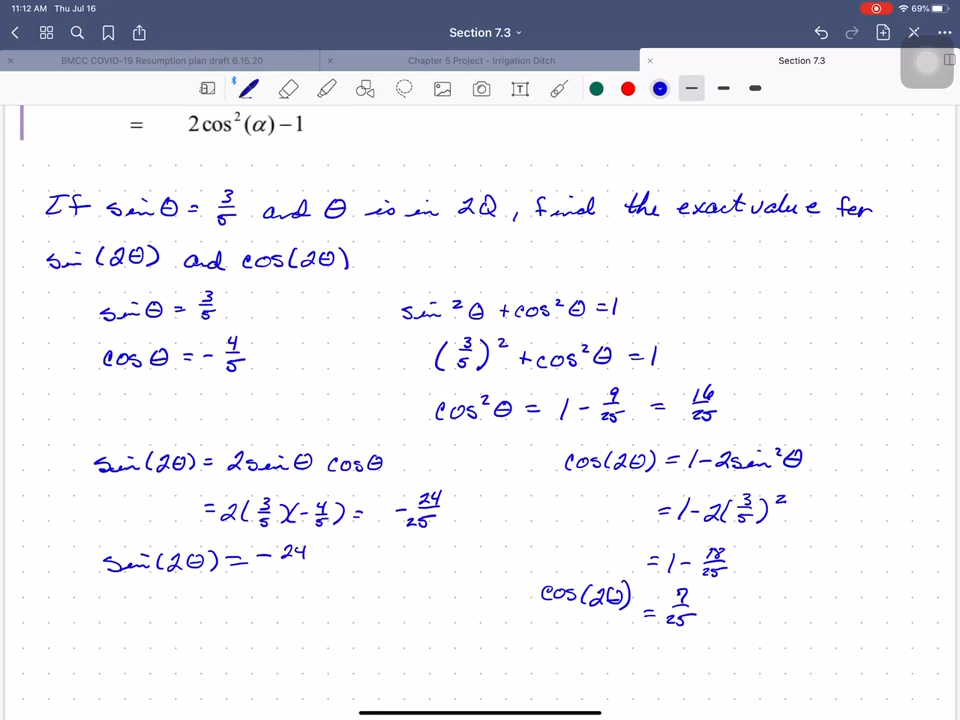 11:12 AM Thu Jul 16 69%
Section 7.3
BMCC COVID-19 Resumption plan draft 6.15.20
Chapter 5 Project - Irrigation Ditch
Section 7.3
= 2cos²(α)−1
If sin θ = 3/5 and θ is in 2Q, find the exact value for
sin(2θ) and cos(2θ)
sin θ = 3/5
cos θ = - 4/5
sin²θ + cos²θ = 1
(3/5)² + cos²θ = 1
cos²θ = 1 - 9/25 = 16/25
sin(2θ) = 2 sin θ cos θ
= 2(3/5)(-4/5) = -24/25
sin(2θ) = -24
cos(2θ) = 1 - 2sin²θ
= 1 - 2(3/5)²
= 1 - 18/25
cos(2θ) = 7/25